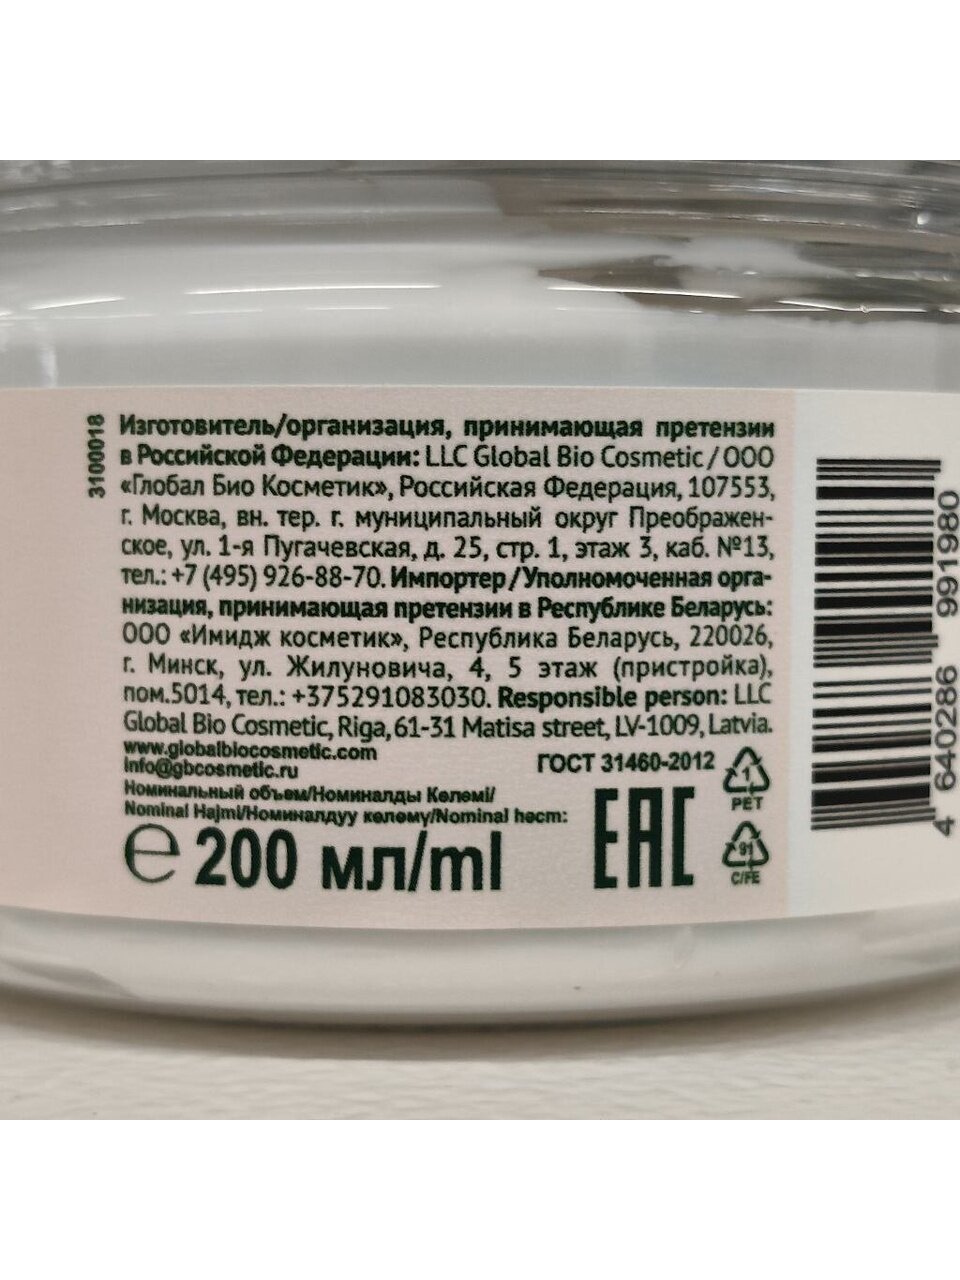 3100018
Изготовитель/организация, принимающая претензии
в Российской Федерации: LLC Global Bio Cosmetic / ООО
«Глобал Био Косметик», Российская Федерация, 107553,
г. Москва, вн. тер. г. муниципальный округ Преображен-
ское, ул. 1-я Пугачевская, д. 25, стр. 1, этаж 3, каб. №13,
тел.: +7 (495) 926-88-70. Импортер/Уполномоченная орга-
низация, принимающая претензии в Республике Беларусь:
ООО «Имидж косметик», Республика Беларусь, 220026,
г. Минск, ул. Жилуновича, 4, 5 этаж (пристройка),
пом.5014, тел.: +375291083030. Responsible person: LLC
Global Bio Cosmetic, Riga, 61-31 Matisa street, LV-1009, Latvia.
www.globalbiocosmetic.com
info@gbcosmetic.ru
ГОСТ 31460-2012
Номинальный объем/Номиналды Көлемі/
Nominal Hajmi/Номиналдуу көлөмү/Nominal həcm:
℮ 200 мл/ml
EAC
1
PET
91
C/FE
4 640286 991980